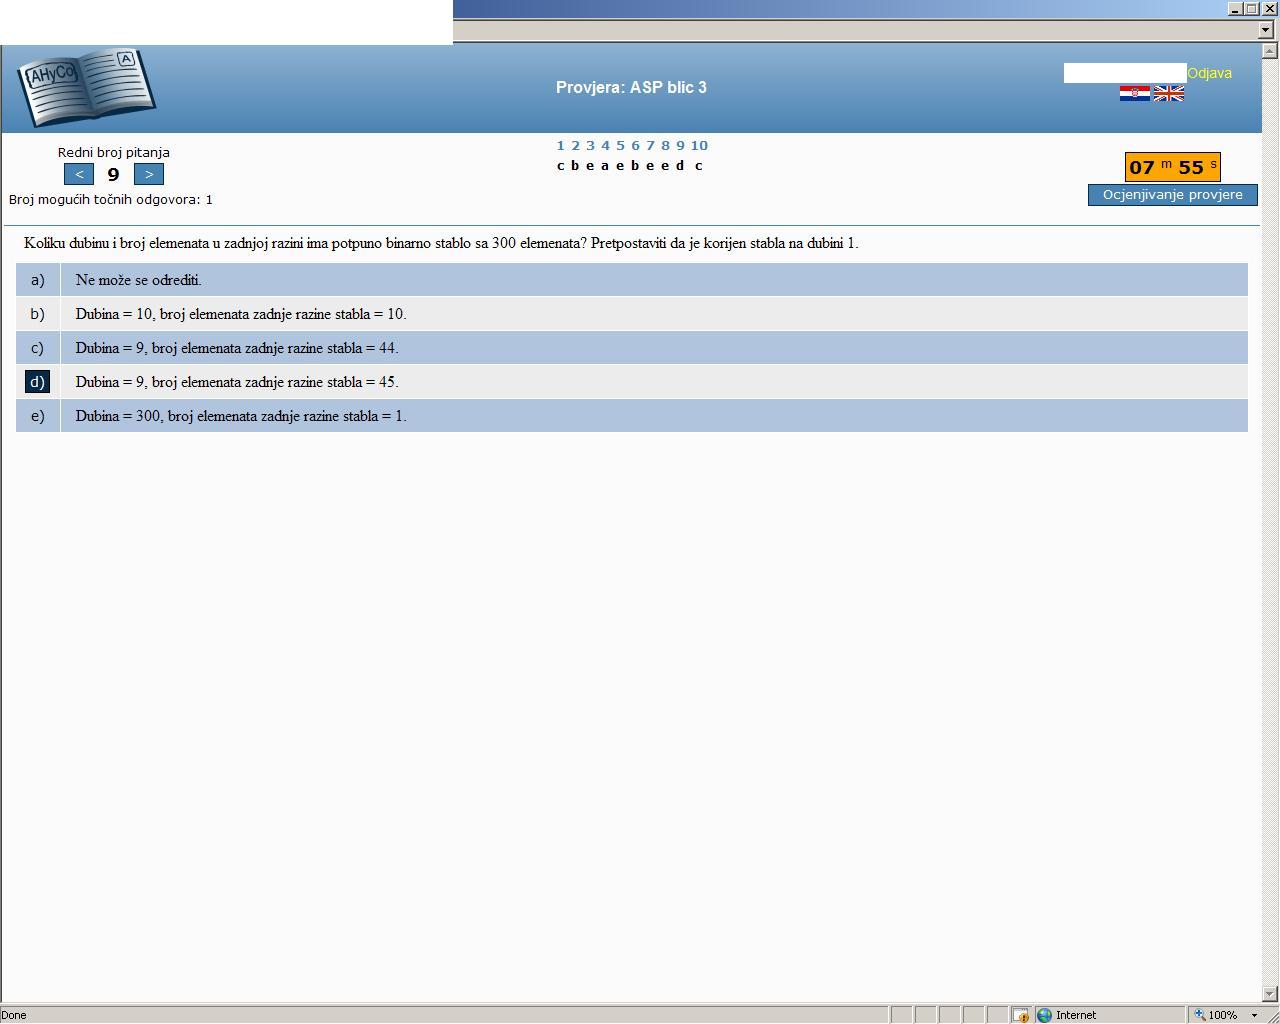 AHyCo
A
Provjera: ASP blic 3
Odjava
Redni broj pitanja
< 9 >
Broj mogućih točnih odgovora: 1
1 2 3 4 5 6 7 8 9 10
c b e a e b e e d c
07 m 55 s
Ocjenjivanje provjere
Koliku dubinu i broj elemenata u zadnjoj razini ima potpuno binarno stablo sa 300 elemenata? Pretpostaviti da je korijen stabla na dubini 1.
a) Ne može se odrediti.
b) Dubina = 10, broj elemenata zadnje razine stabla = 10.
c) Dubina = 9, broj elemenata zadnje razine stabla = 44.
d) Dubina = 9, broj elemenata zadnje razine stabla = 45.
e) Dubina = 300, broj elemenata zadnje razine stabla = 1.
Done
Internet
100%